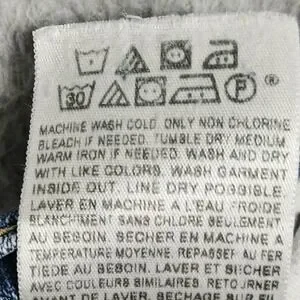 30 P
MACHINE WASH COLD. ONLY NON CHLORINE
BLEACH IF NEEDED. TUMBLE DRY MEDIUM.
WARM IRON IF NEEDED. WASH AND DRY
WITH LIKE COLORS. WASH GARMENT
INSIDE OUT. LINE DRY POSSIBLE.
LAVER EN MACHINE À L'EAU FROIDE
BLANCHIMENT SANS CHLORE SEULEMENT
AU BESOIN. SECHER EN MACHINE A
TEMPERATURE MOYENNE. REPASSER AU FER
TIEDE AU BESOIN. LAVER ET SECHER
AVEC COULEURS SIMILAIRES. RETOURNER
AVANT DE LAVER. SECHAGE SUR